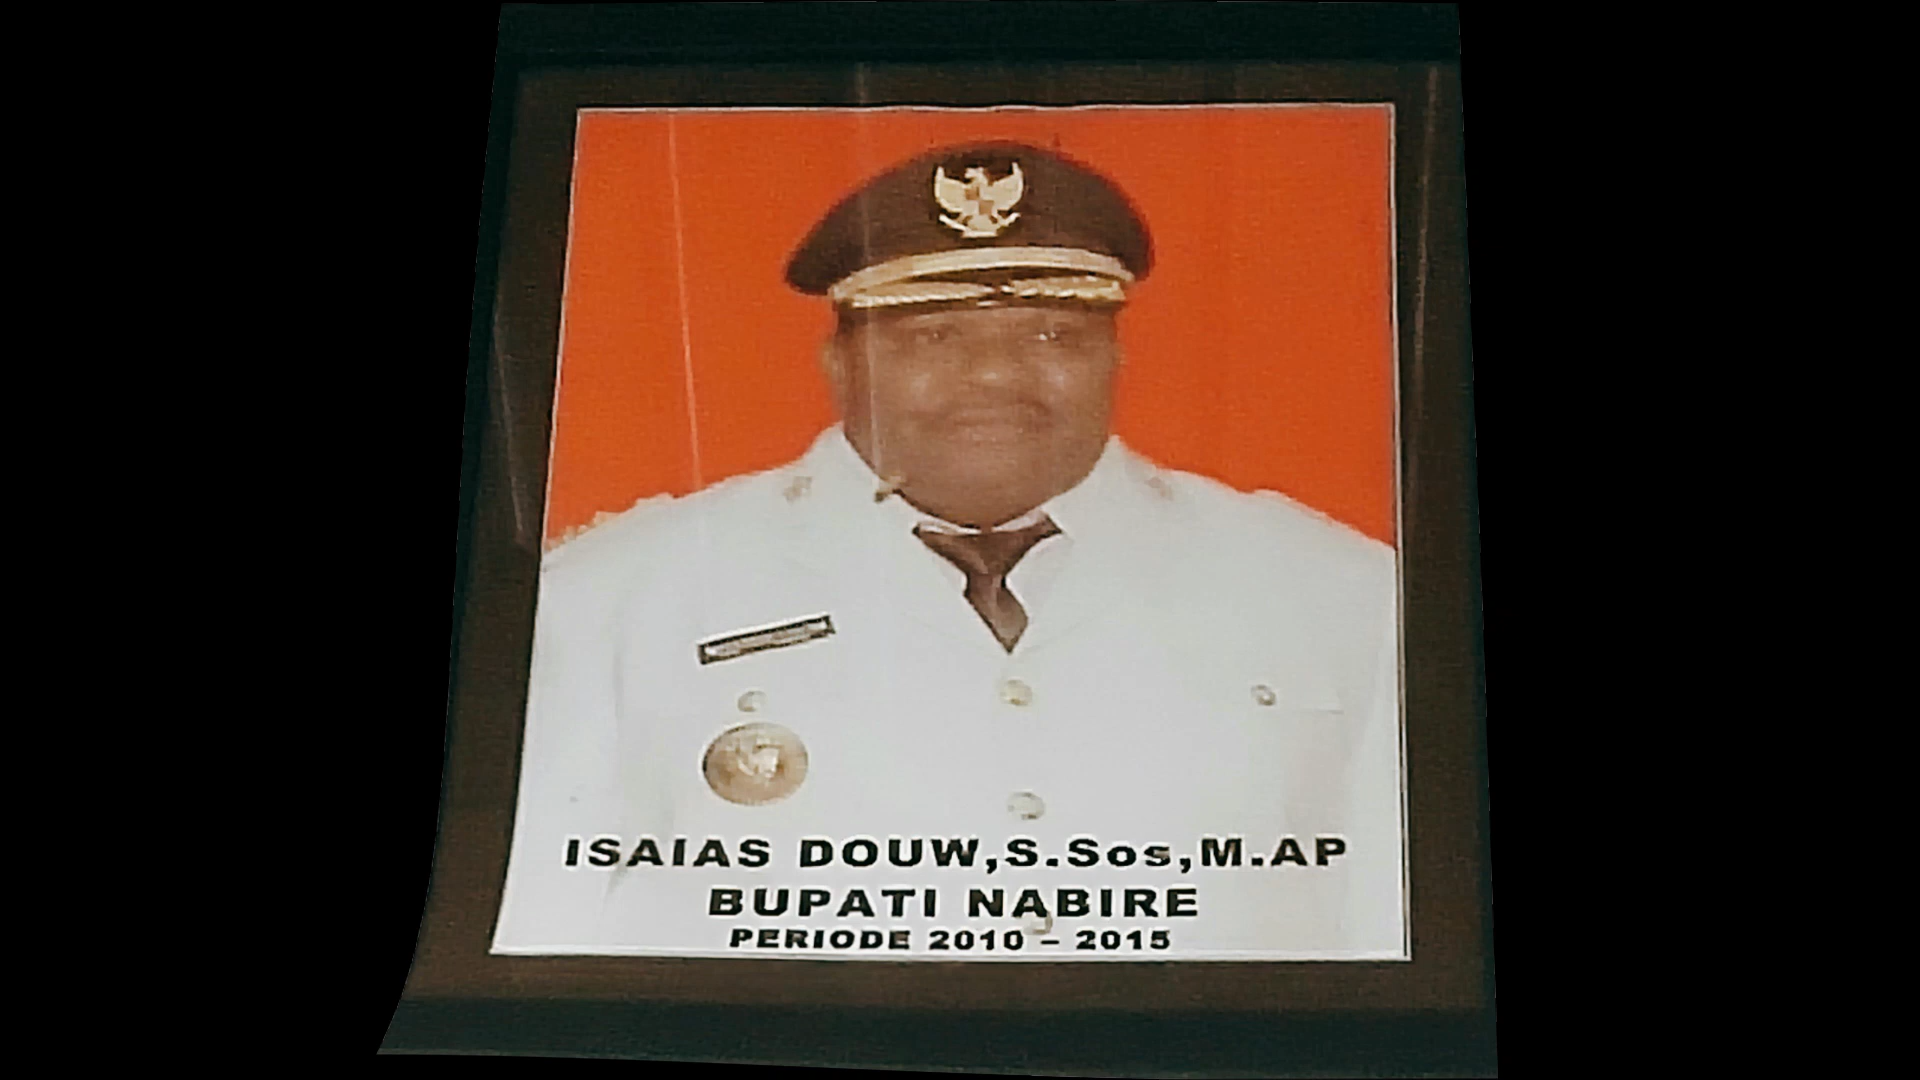 ISAIAS DOUW,S.Sos,M.AP
BUPATI NABIRE
PERIODE 2010 – 2015